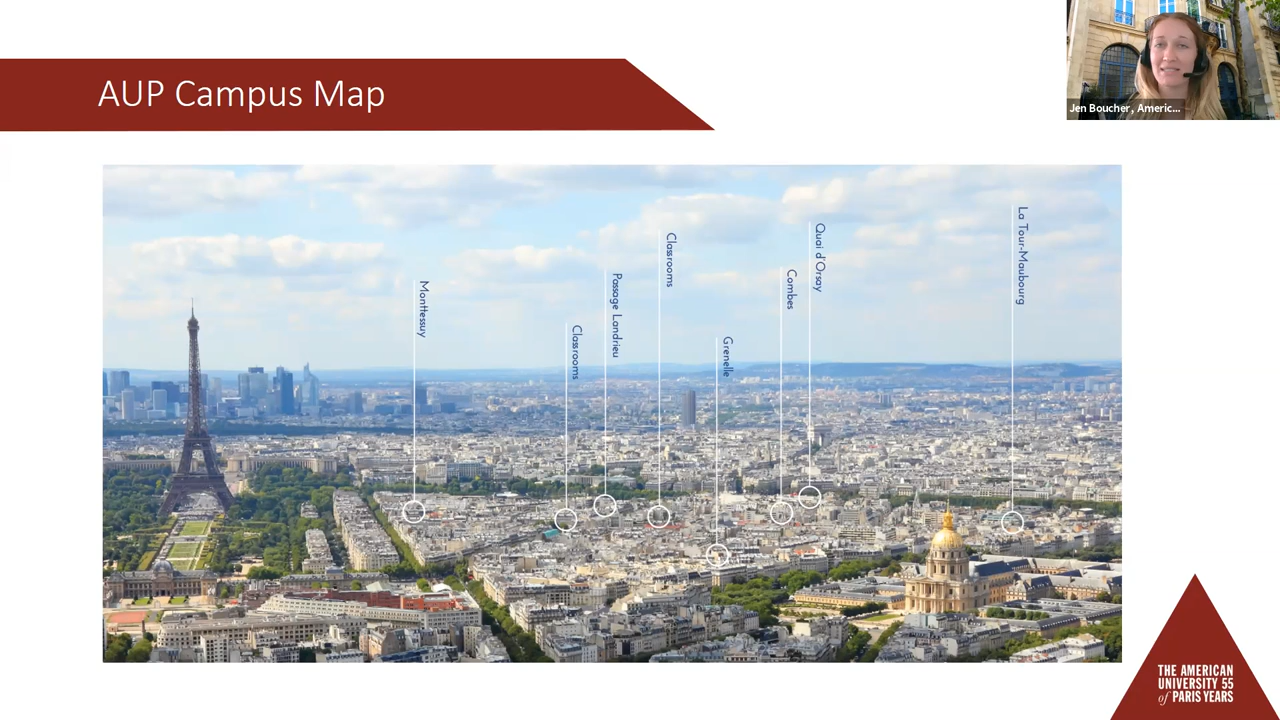 AUP Campus Map
Jen Boucher, Americ...
Montessuy
Classrooms
Passage Landrieu
Classrooms
Grenelle
Combes
Quai d'Orsay
La Tour-Maubourg
THE AMERICAN
UNIVERSITY 55
of PARIS YEARS